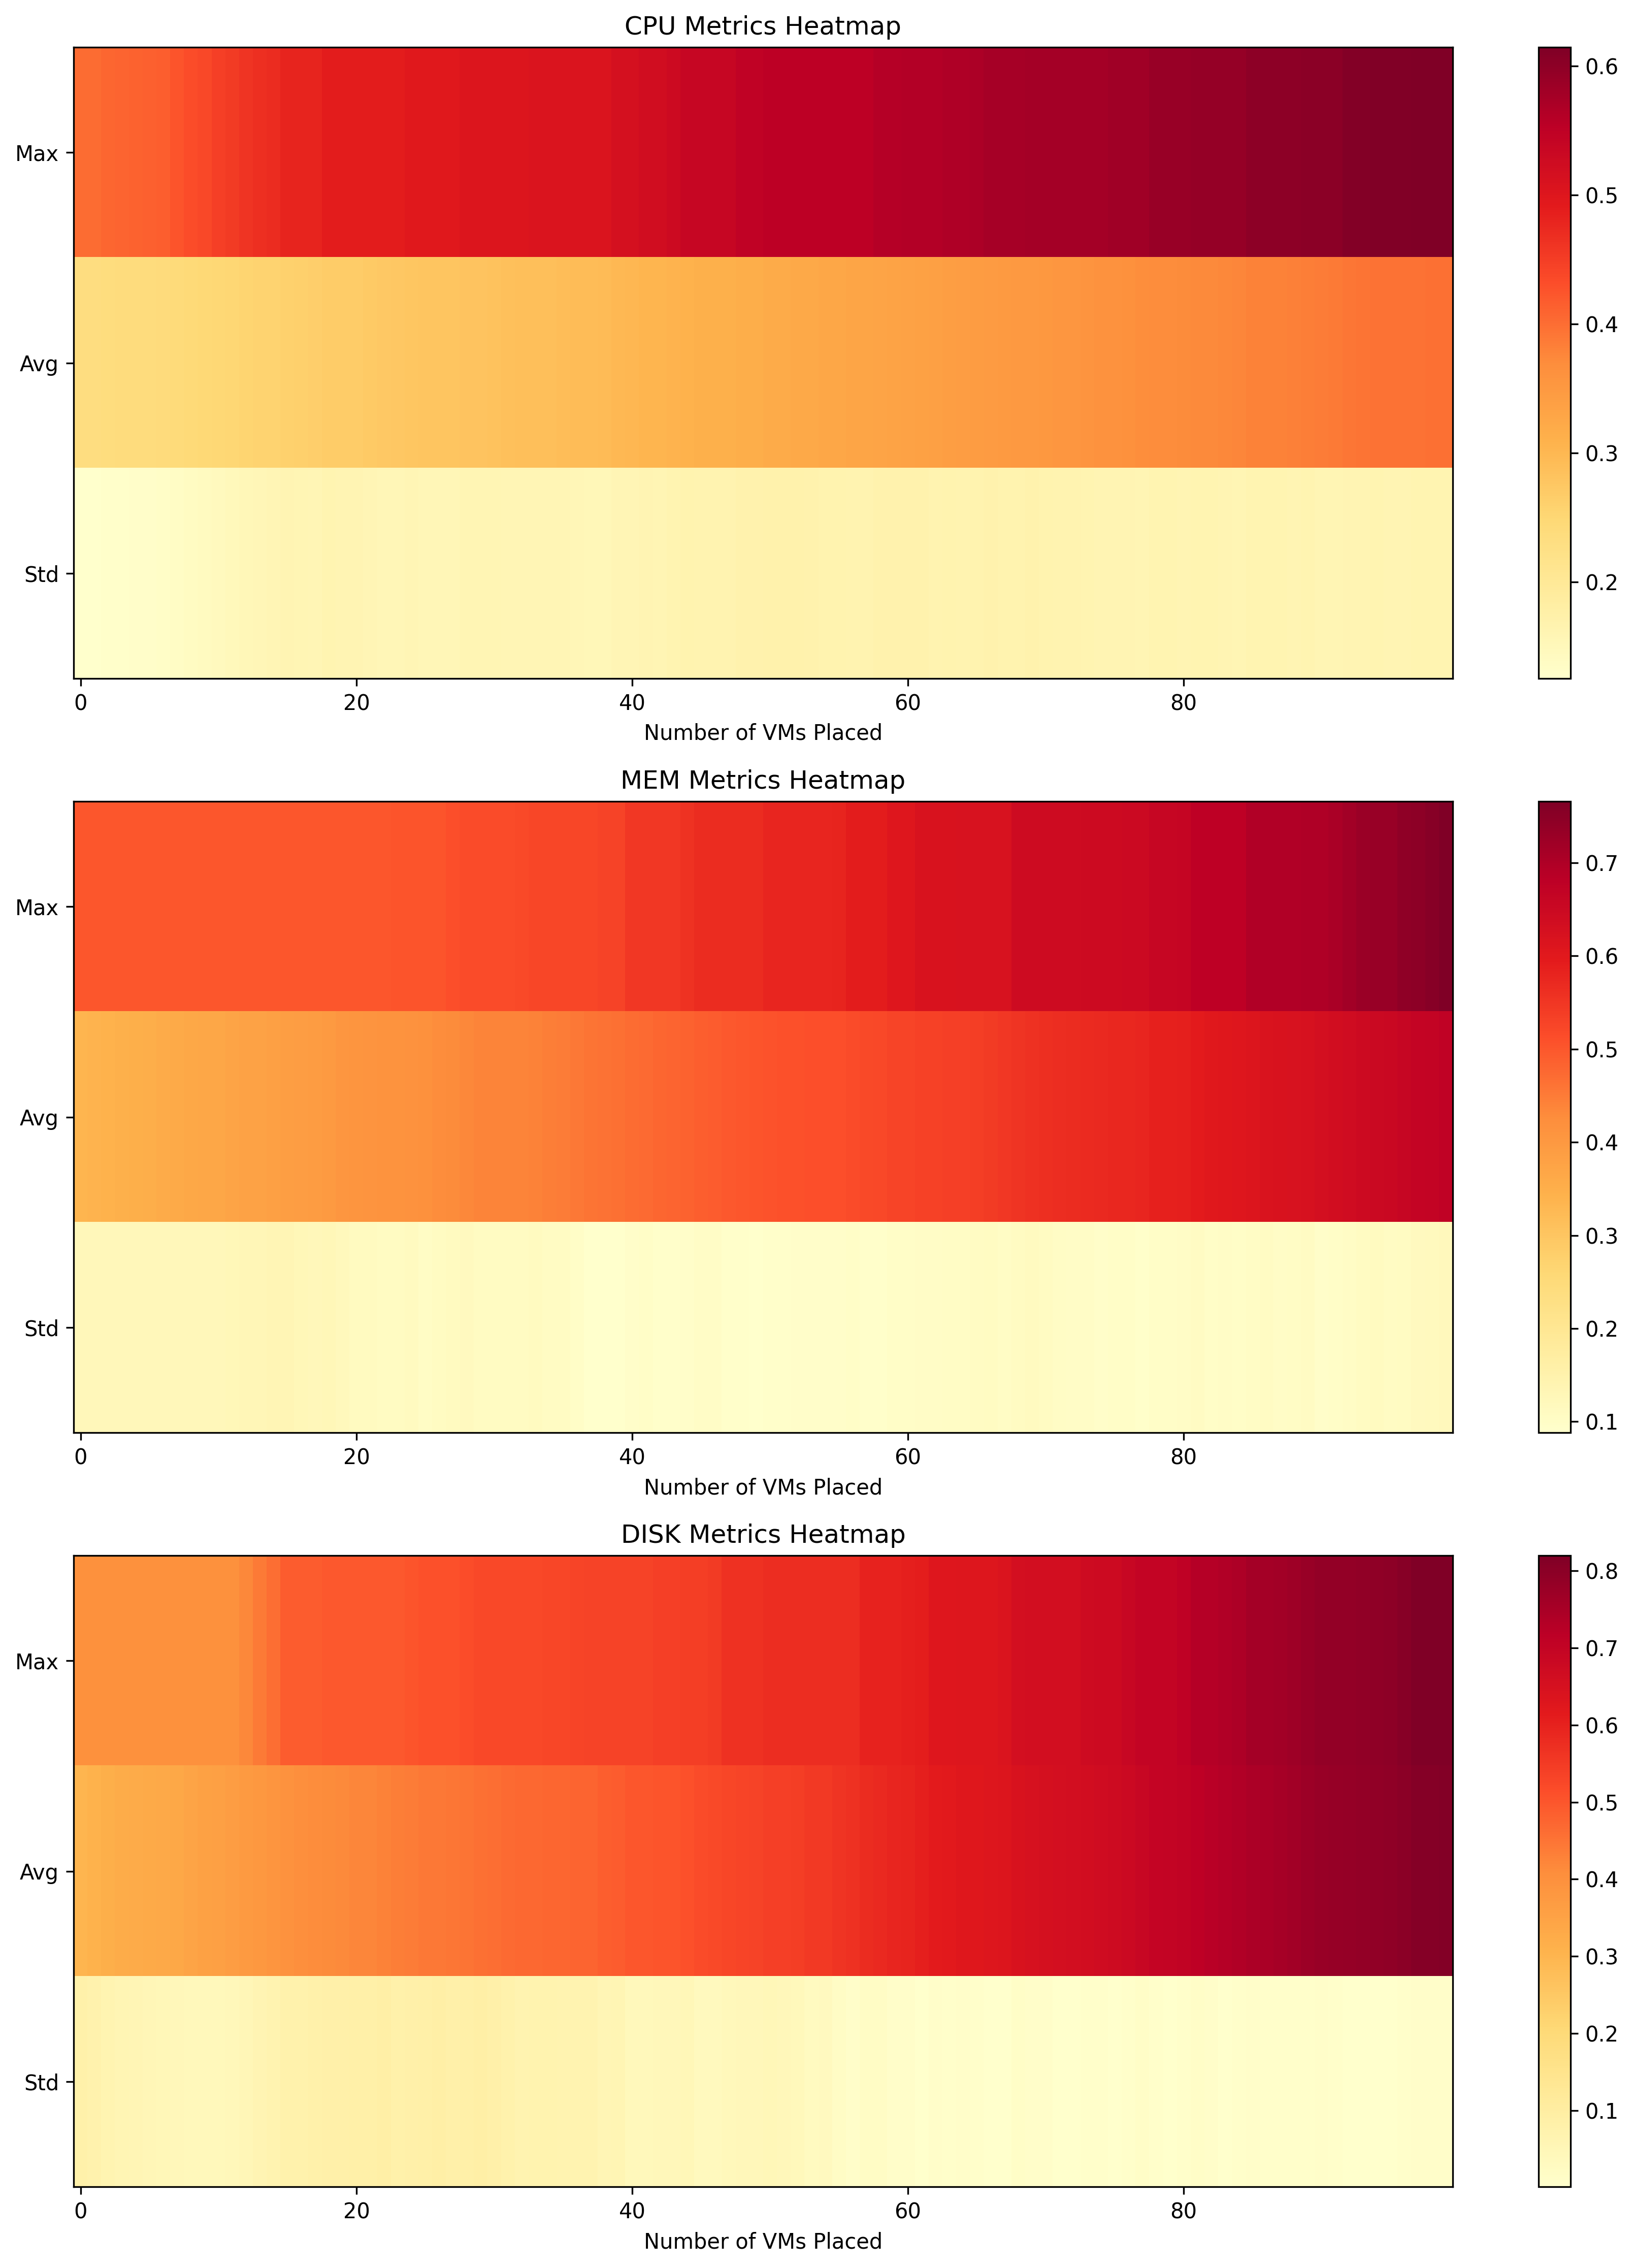 CPU Metrics Heatmap
Max
Avg
Std
0 20 40 60 80
Number of VMs Placed
0.6
0.5
0.4
0.3
0.2
MEM Metrics Heatmap
Max
Avg
Std
0 20 40 60 80
Number of VMs Placed
0.7
0.6
0.5
0.4
0.3
0.2
0.1
DISK Metrics Heatmap
Max
Avg
Std
0 20 40 60 80
Number of VMs Placed
0.8
0.7
0.6
0.5
0.4
0.3
0.2
0.1